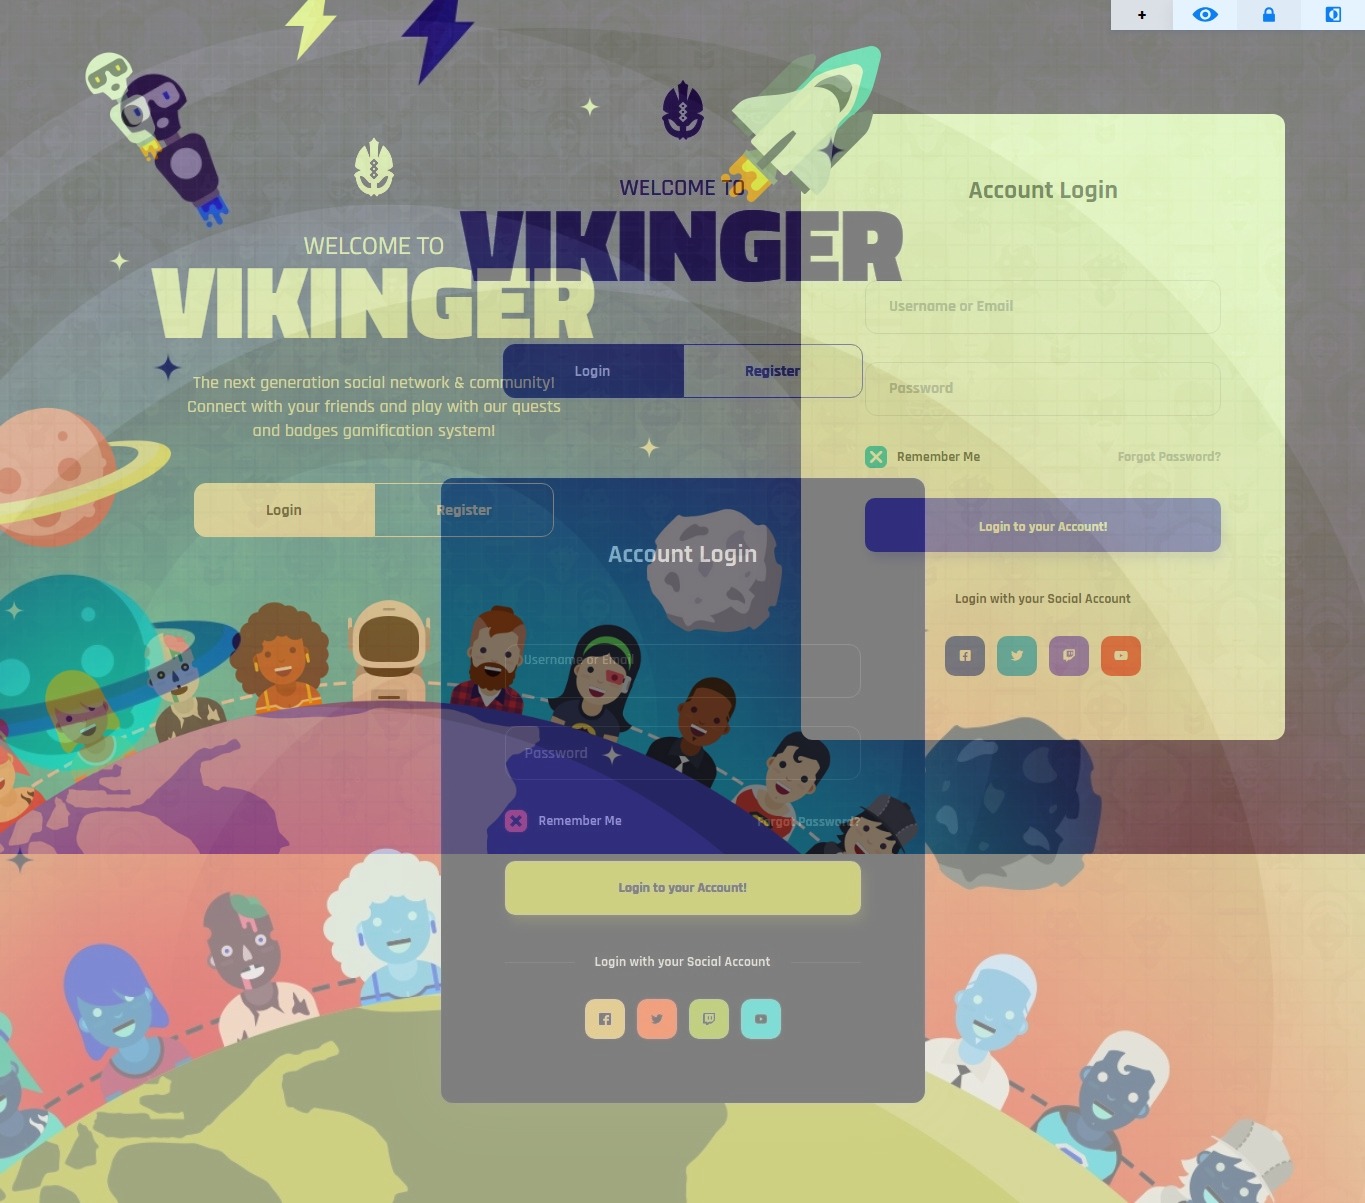 +
WELCOME TO
VIKINGER
Login
Register
WELCOME TO
VIKINGER
The next generation social network & community!
Connect with your friends and play with our quests
and badges gamification system!
Login
Register
Account Login
Username or Email
Password
Remember Me
Forgot Password?
Login to your Account!
Login with your Social Account
Account Login
Username or Email
Password
Remember Me
Forgot Password?
Login to your Account!
Login with your Social Account